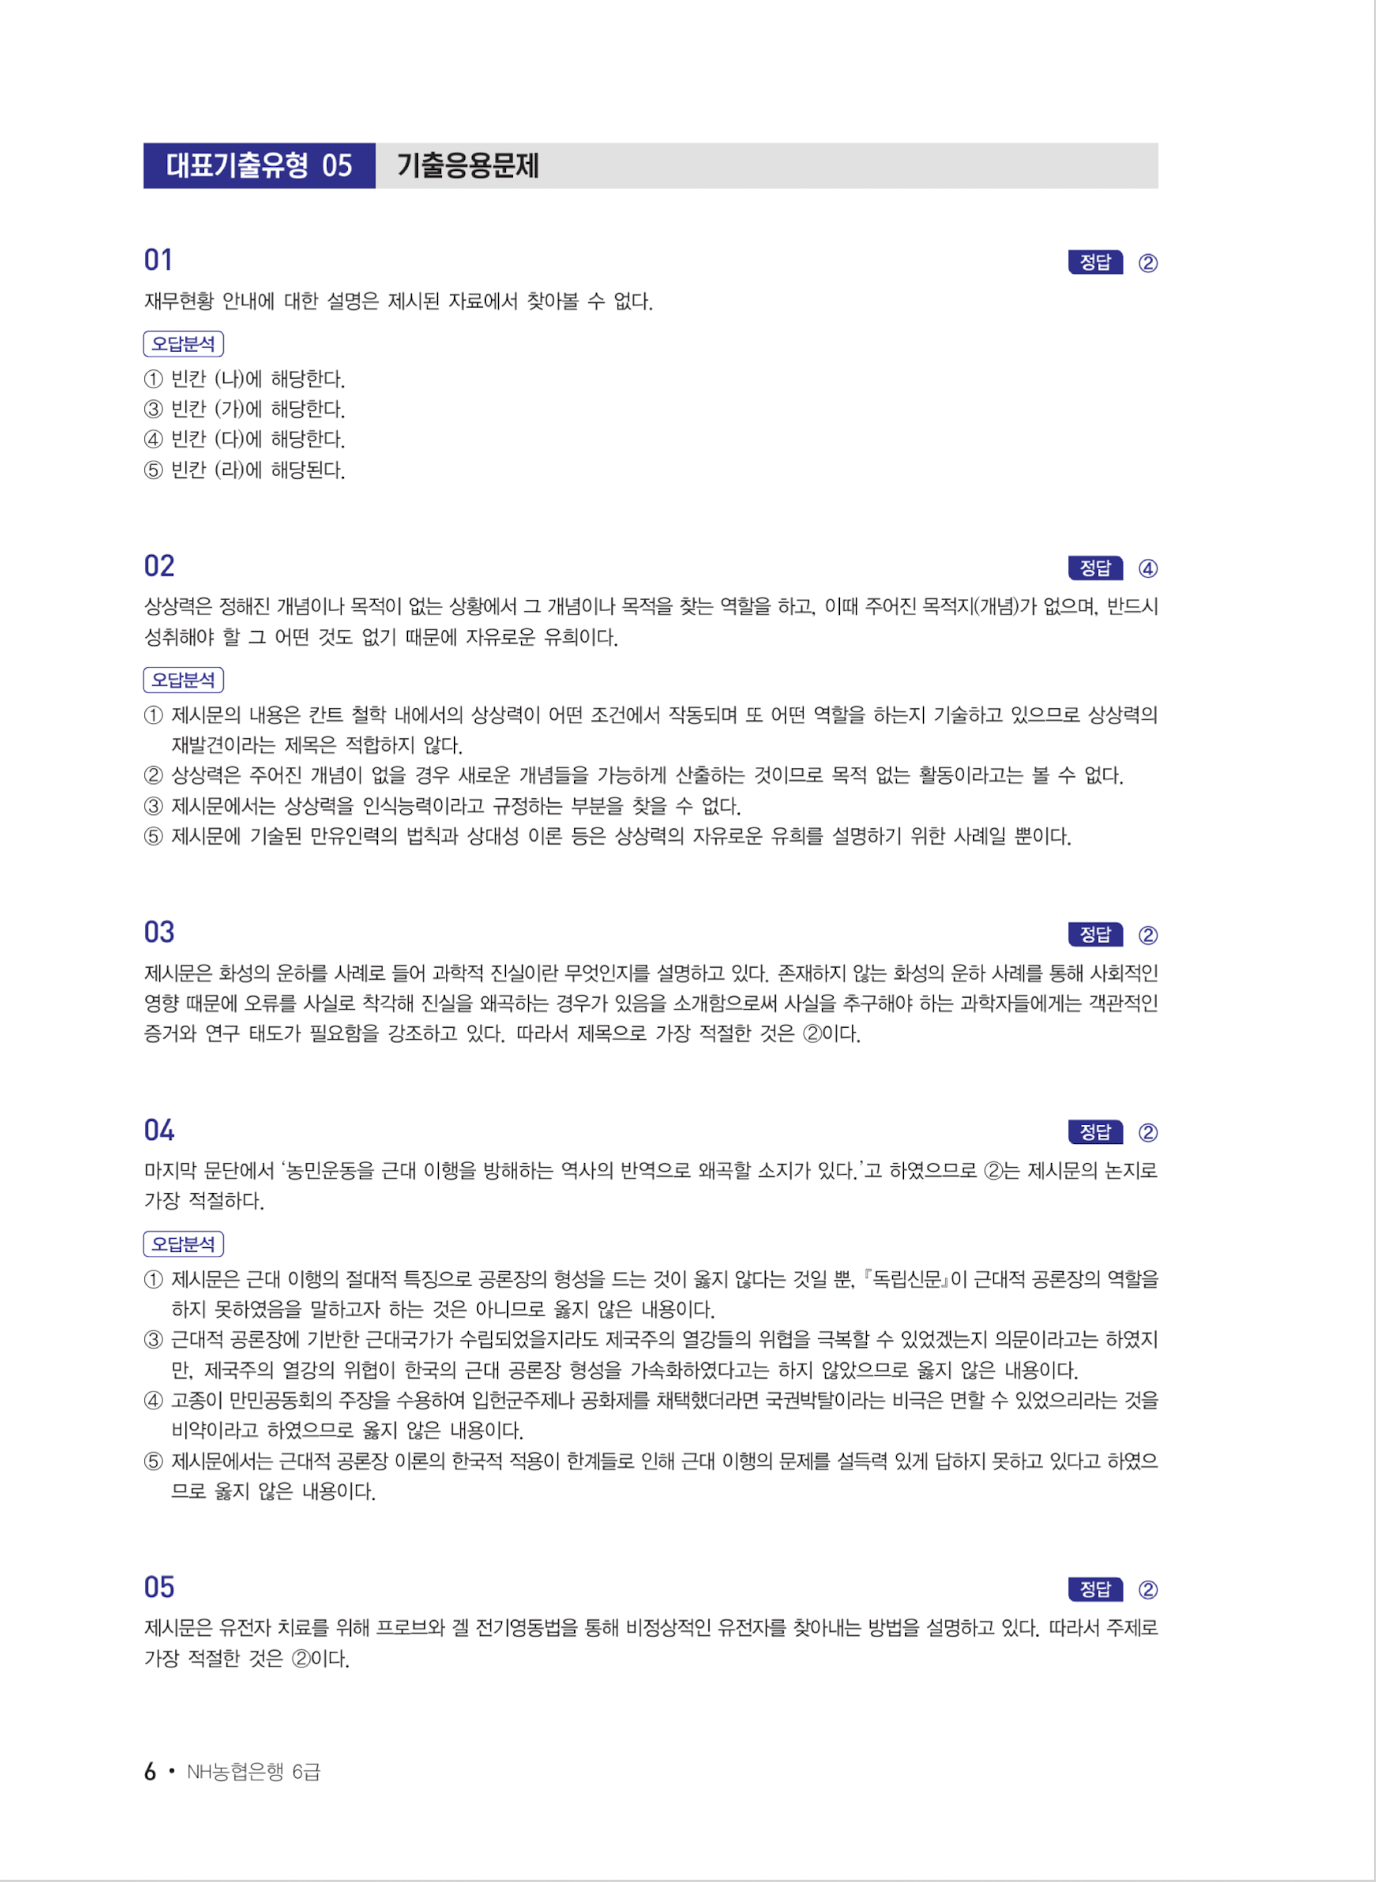 대표기출유형 05 기출응용문제
01 정답 ②
재무현황 안내에 대한 설명은 제시된 자료에서 찾아볼 수 없다.
오답분석
① 빈칸 (나)에 해당한다.
③ 빈칸 (가)에 해당한다.
④ 빈칸 (다)에 해당한다.
⑤ 빈칸 (라)에 해당된다.
02 정답 ④
상상력은 정해진 개념이나 목적이 없는 상황에서 그 개념이나 목적을 찾는 역할을 하고, 이때 주어진 목적지(개념)가 없으며, 반드시
성취해야 할 그 어떤 것도 없기 때문에 자유로운 유희이다.
오답분석
① 제시문의 내용은 칸트 철학 내에서의 상상력이 어떤 조건에서 작동되며 또 어떤 역할을 하는지 기술하고 있으므로 상상력의
재발견이라는 제목은 적합하지 않다.
② 상상력은 주어진 개념이 없을 경우 새로운 개념들을 가능하게 산출하는 것이므로 목적 없는 활동이라고는 볼 수 없다.
③ 제시문에서는 상상력을 인식능력이라고 규정하는 부분을 찾을 수 없다.
⑤ 제시문에 기술된 만유인력의 법칙과 상대성 이론 등은 상상력의 자유로운 유희를 설명하기 위한 사례일 뿐이다.
03 정답 ②
제시문은 화성의 운하를 사례로 들어 과학적 진실이란 무엇인지를 설명하고 있다. 존재하지 않는 화성의 운하 사례를 통해 사회적인
영향 때문에 오류를 사실로 착각해 진실을 왜곡하는 경우가 있음을 소개함으로써 사실을 추구해야 하는 과학자들에게는 객관적인
증거와 연구 태도가 필요함을 강조하고 있다. 따라서 제목으로 가장 적절한 것은 ②이다.
04 정답 ②
마지막 문단에서 ‘농민운동을 근대 이행을 방해하는 역사의 반역으로 왜곡할 소지가 있다.’고 하였으므로 ②는 제시문의 논지로
가장 적절하다.
오답분석
① 제시문은 근대 이행의 절대적 특징으로 공론장의 형성을 드는 것이 옳지 않다는 것일 뿐, 『독립신문』이 근대적 공론장의 역할을
하지 못하였음을 말하고자 하는 것은 아니므로 옳지 않은 내용이다.
③ 근대적 공론장에 기반한 근대국가가 수립되었을지라도 제국주의 열강들의 위협을 극복할 수 있었겠는지 의문이라고는 하였지
만, 제국주의 열강의 위협이 한국의 근대 공론장 형성을 가속화하였다고는 하지 않았으므로 옳지 않은 내용이다.
④ 고종이 만민공동회의 주장을 수용하여 입헌군주제나 공화제를 채택했더라면 국권박탈이라는 비극은 면할 수 있었으리라는 것을
비약이라고 하였으므로 옳지 않은 내용이다.
⑤ 제시문에서는 근대적 공론장 이론의 한국적 적용이 한계들로 인해 근대 이행의 문제를 설득력 있게 답하지 못하고 있다고 하였으
므로 옳지 않은 내용이다.
05 정답 ②
제시문은 유전자 치료를 위해 프로브와 겔 전기영동법을 통해 비정상적인 유전자를 찾아내는 방법을 설명하고 있다. 따라서 주제로
가장 적절한 것은 ②이다.
6 • NH농협은행 6급